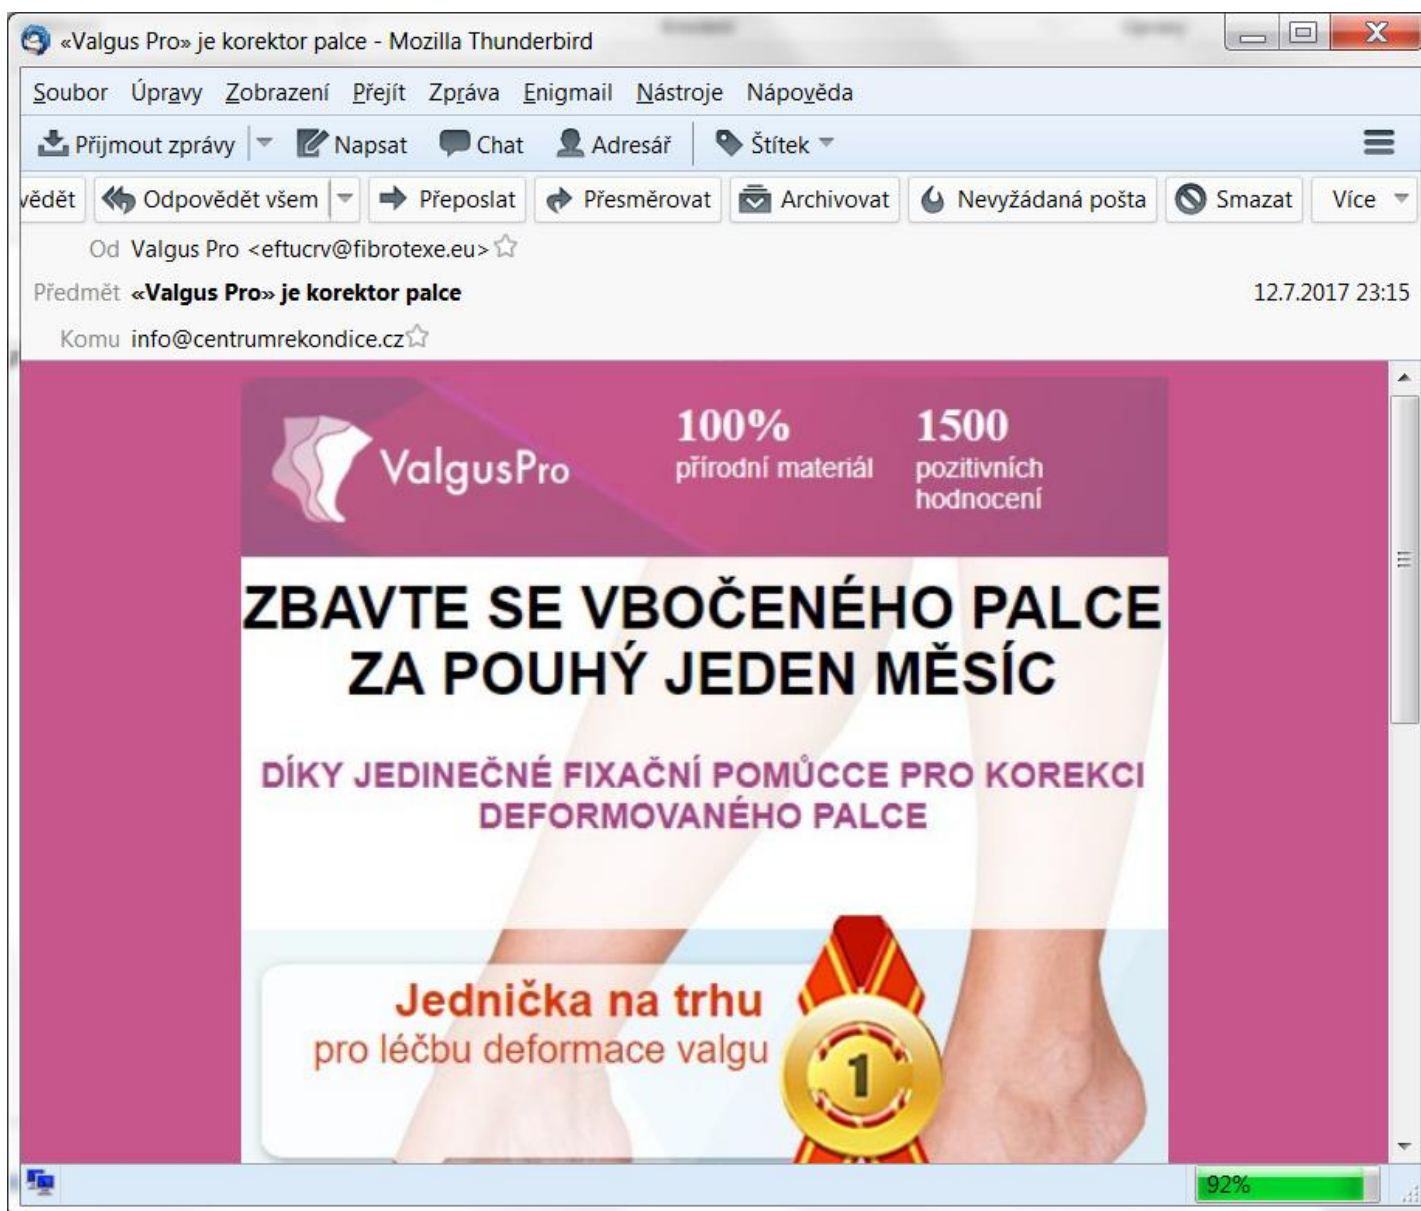 «Valgus Pro» je korektor palce - Mozilla Thunderbird
Soubor Úpravy Zobrazení Přejít Zpráva Enigmail Nástroje Nápověda
Přijmout zprávy Napsat Chat Adresář Štítek
vědět Odpovědět všem Přeposlat Přesměrovat Archivovat Nevyžádaná pošta Smazat Více
Od Valgus Pro <eftucrv@fibrotexe.eu>
Předmět «Valgus Pro» je korektor palce 12.7.2017 23:15
Komu info@centrumrekondice.cz
ValgusPro
100%
přírodní materiál
1500
pozitivních
hodnocení
ZBAVTE SE VBOČENÉHO PALCE
ZA POUHÝ JEDEN MĚSÍC
DÍKY JEDINEČNÉ FIXAČNÍ POMŮCCE PRO KOREKCI
DEFORMOVANÉHO PALCE
Jednička na trhu
pro léčbu deformace valgu
1
92%